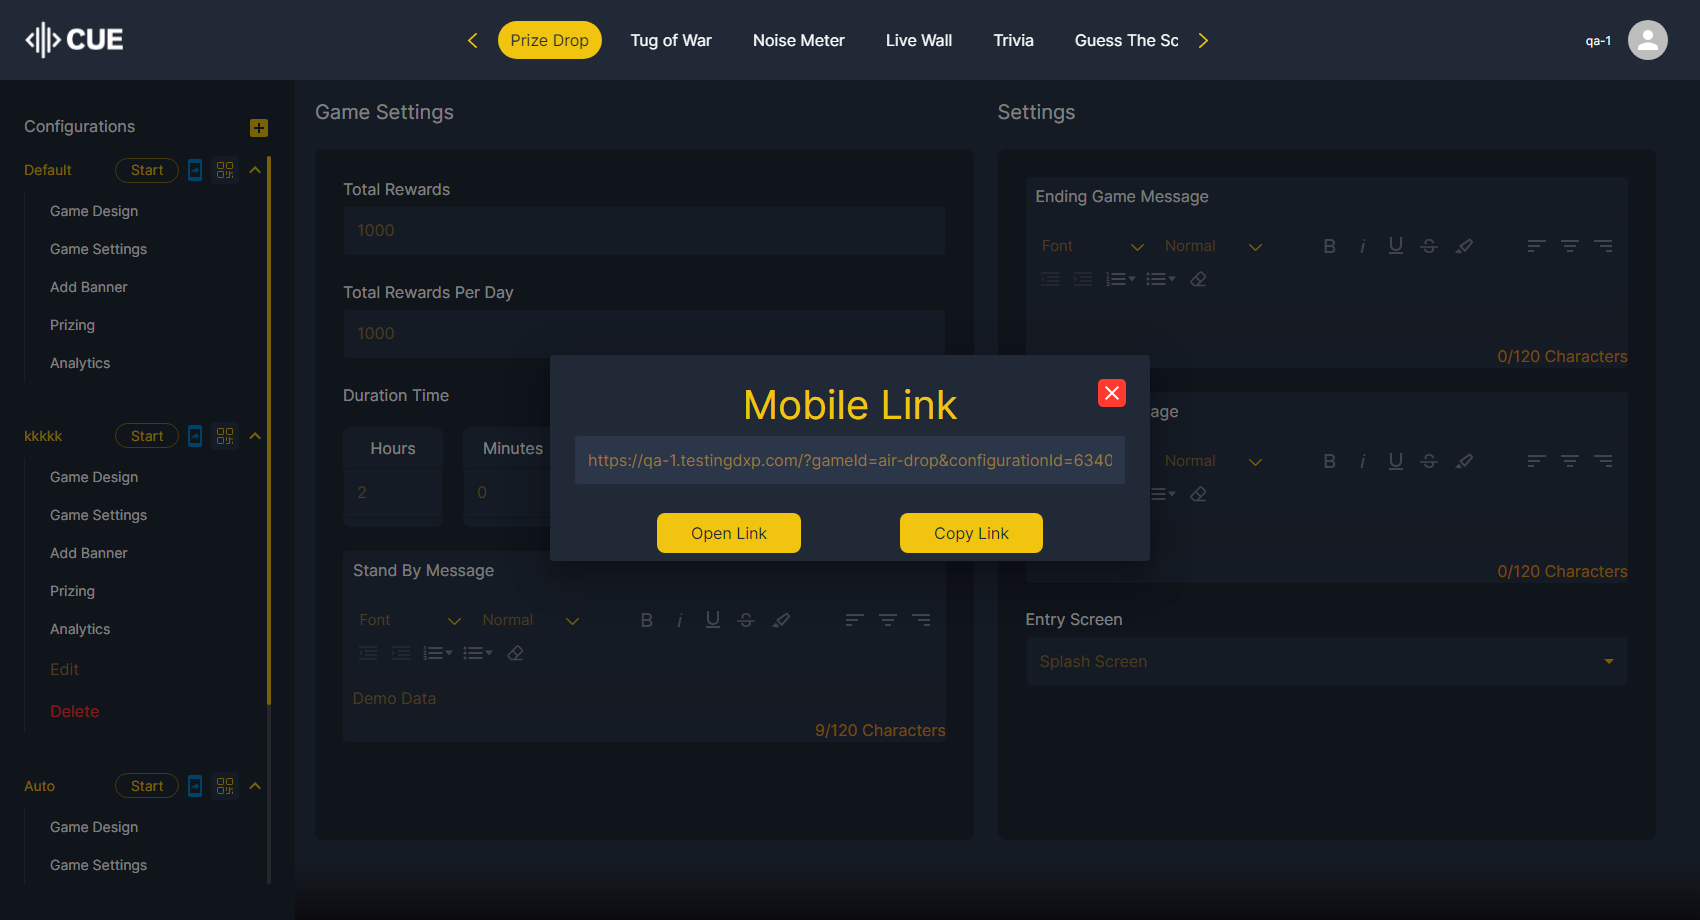 CUE
Prize Drop
Tug of War
Noise Meter
Live Wall
Trivia
Guess The Sc
qa-1
Configurations
Default
Start
Game Design
Game Settings
Add Banner
Prizing
Analytics
kkkkk
Start
Game Design
Game Settings
Add Banner
Prizing
Analytics
Edit
Delete
Auto
Start
Game Design
Game Settings
Game Settings
Total Rewards
1000
Total Rewards Per Day
1000
Duration Time
Hours
Minutes
2
0
Stand By Message
Font
Normal
B
i
U
S
Demo Data
9/120 Characters
Settings
Ending Game Message
Font
Normal
B
i
U
S
0/120 Characters
age
Normal
B
i
U
S
0/120 Characters
Entry Screen
Splash Screen
Mobile Link
https://qa-1.testingdxp.com/?gameId=air-drop&configurationId=6340
Open Link
Copy Link